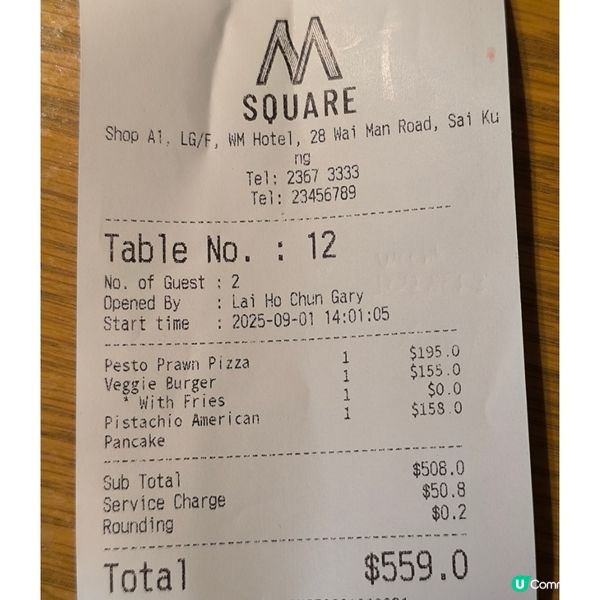 M
SQUARE
Shop A1, LG/F, WM Hotel, 28 Wai Man Road, Sai Ku
ng
Tel: 2367 3333
Tel: 23456789
Table No. : 12
No. of Guest : 2
Opened By : Lai Ho Chun Gary
Start time : 2025-09-01 14:01:05
Pesto Prawn Pizza 1 $195.0
Veggie Burger 1 $155.0
* With Fries 1 $0.0
Pistachio American 1 $158.0
Pancake
Sub Total $508.0
Service Charge $50.8
Rounding $0.2
Total $559.0
U Comm